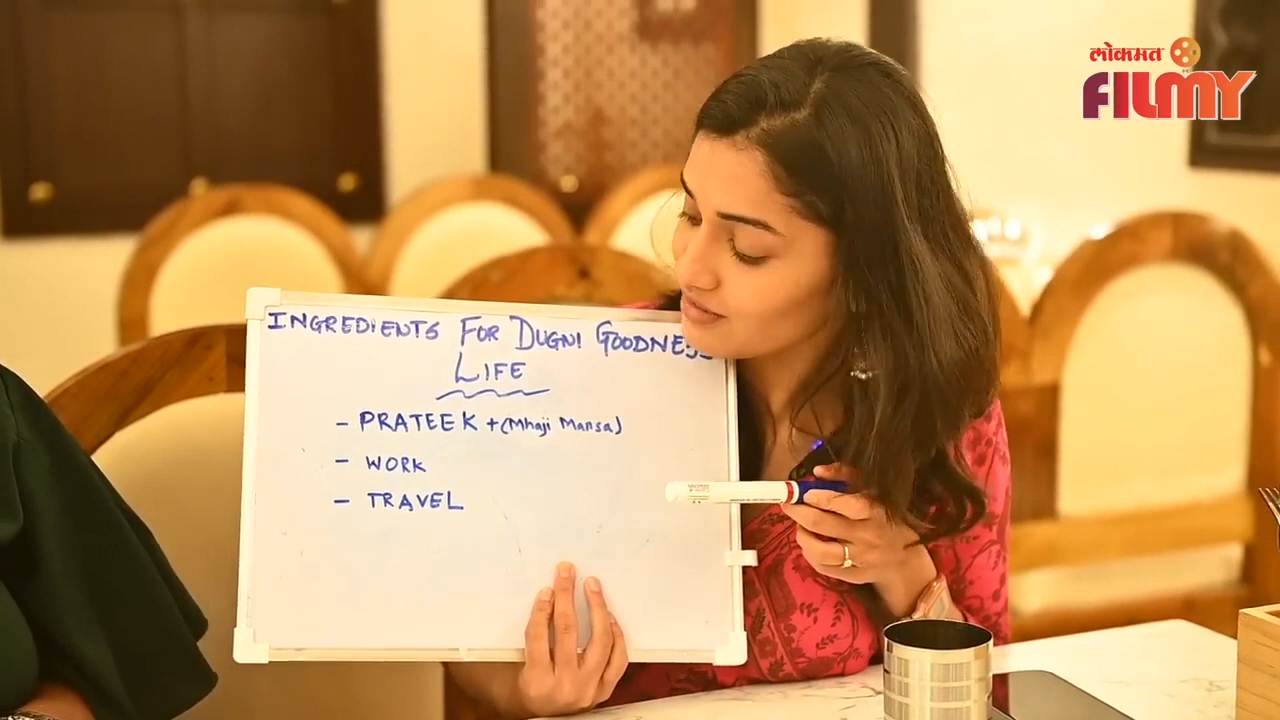 लोकमत
FILMY
INGREDIENTS FOR DUGNI GOODNESS
LIFE
- PRATEEK + (Mhaji Mansa)
- WORK
- TRAVEL